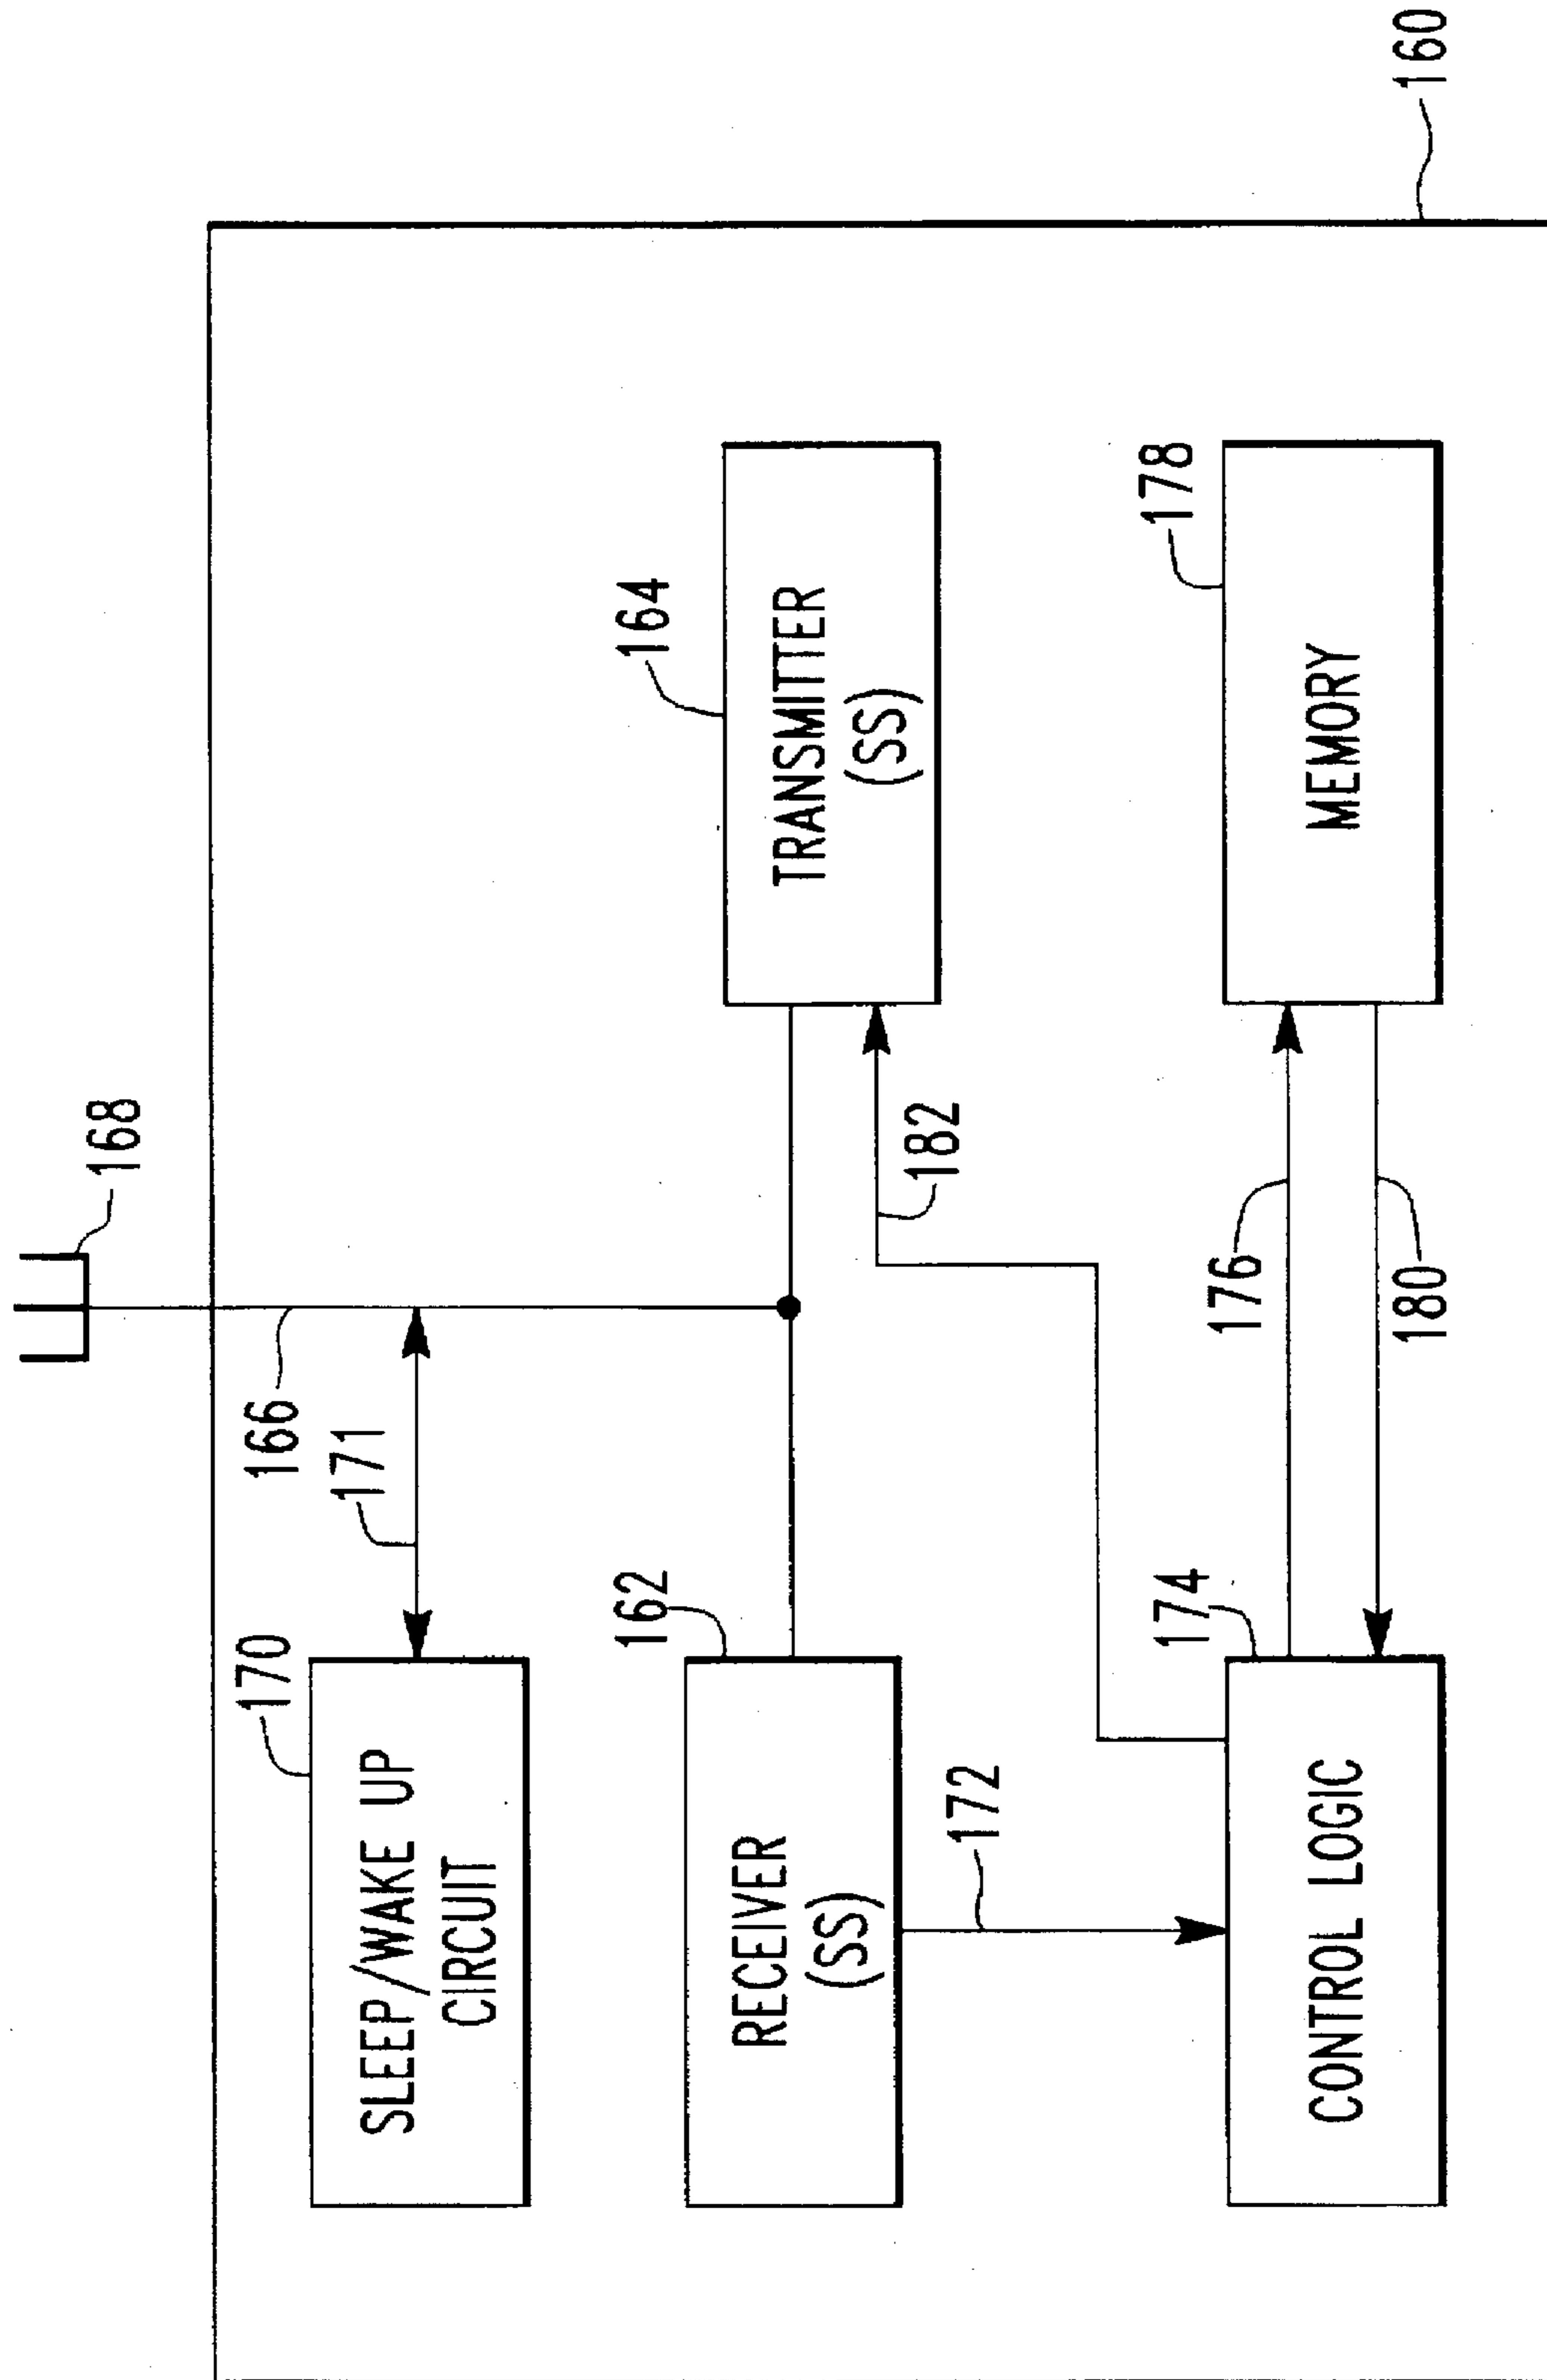 168
166
171
170
SLEEP/WAKE UP
CIRCUIT
162
RECEIVER
(SS)
164
TRANSMITTER
(SS)
172
182
174
CONTROL LOGIC
176
180
178
MEMORY
160